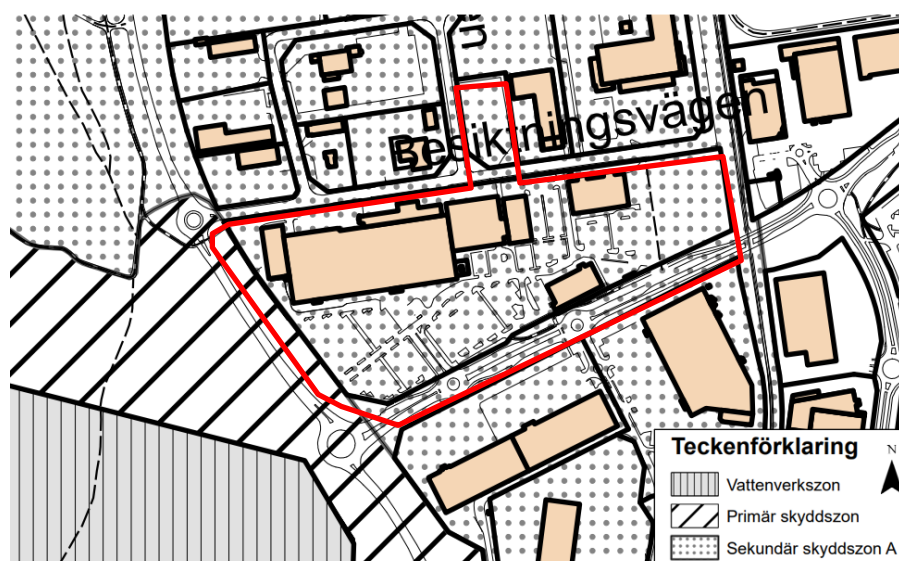 Besiktningsvägen
Teckenförklaring
N
Vattenverkszon
Primär skyddszon
Sekundär skyddszon A